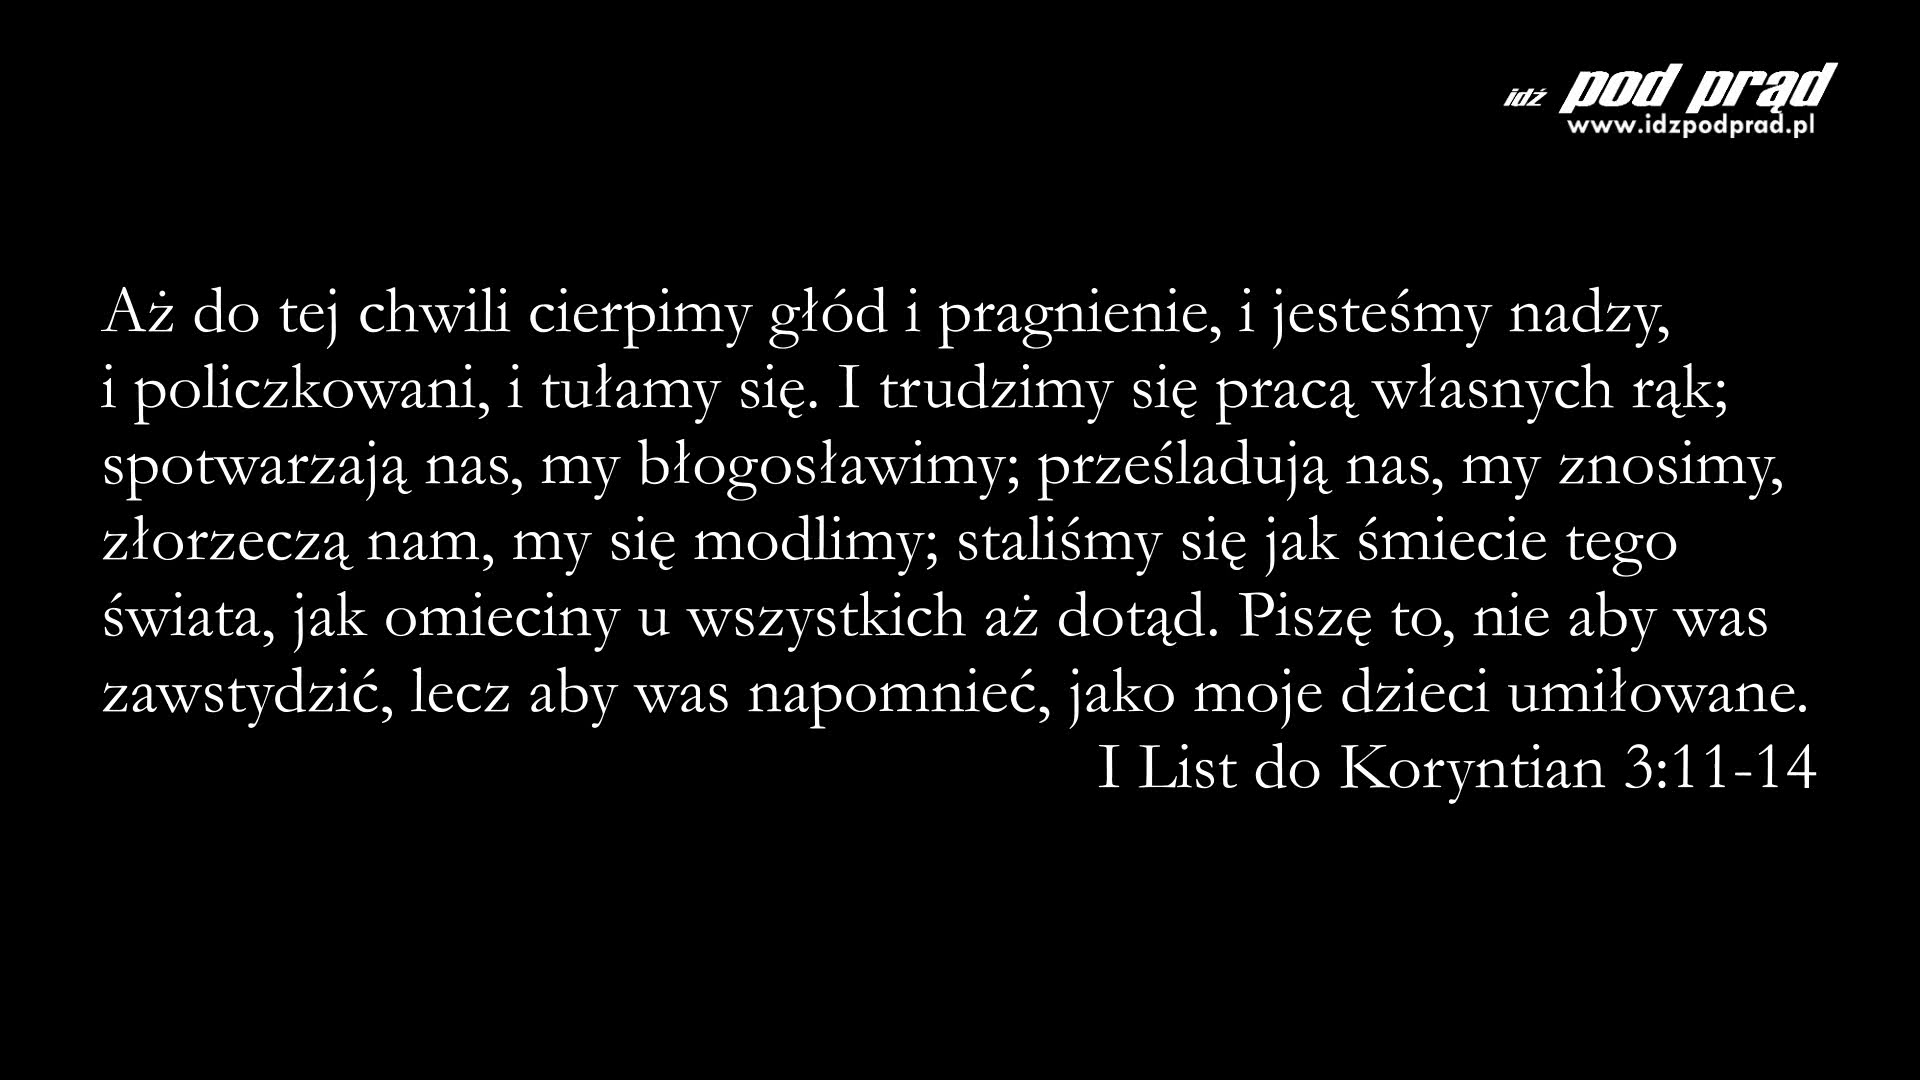 idź pod prąd
www.idzpodprad.pl
Aż do tej chwili cierpimy głód i pragnienie, i jesteśmy nadzy,
i policzkowani, i tułamy się. I trudzimy się pracą własnych rąk;
spotwarzają nas, my błogosławimy; prześladują nas, my znosimy,
złorzeczą nam, my się modlimy; staliśmy się jak śmiecie tego
świata, jak omieciny u wszystkich aż dotąd. Piszę to, nie aby was
zawstydzić, lecz aby was napomnieć, jako moje dzieci umiłowane.
I List do Koryntian 3:11-14